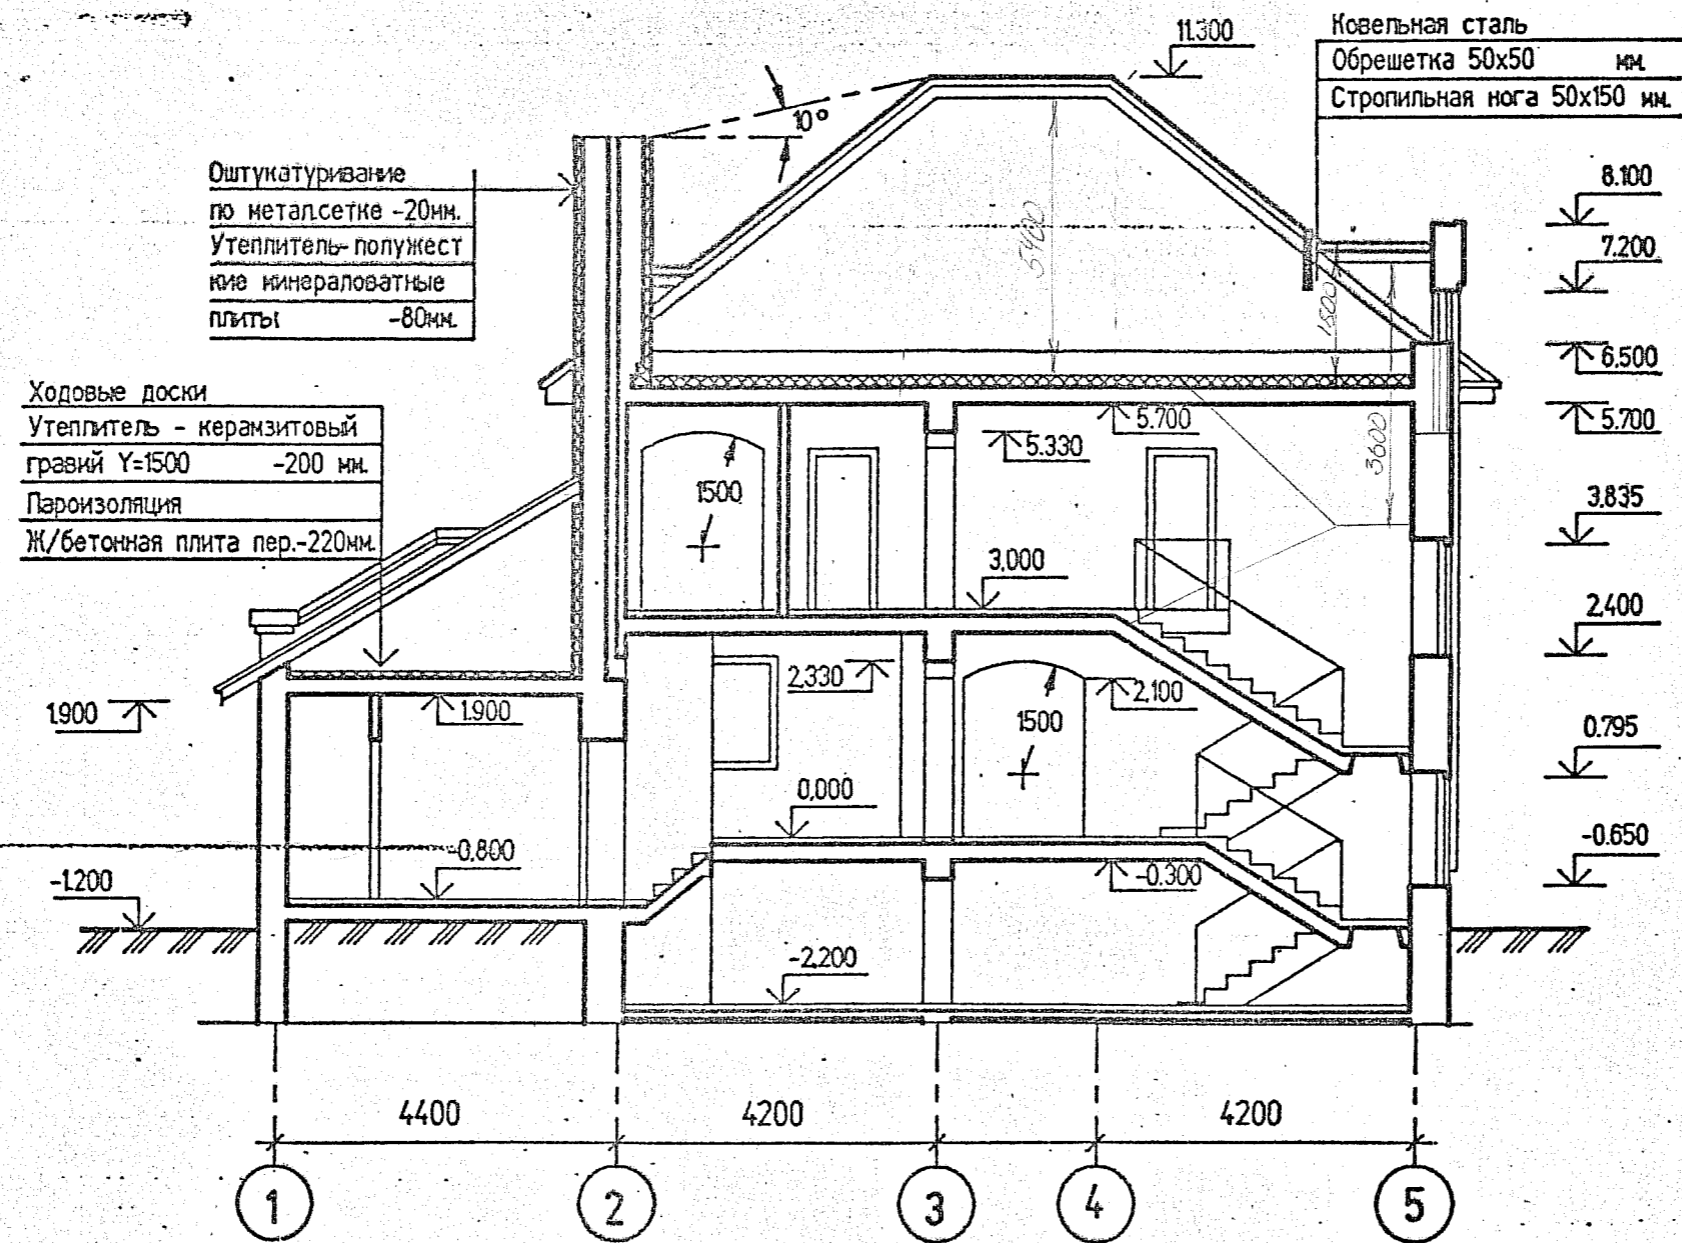 11.300
Ковельная сталь
Обрешетка 50х50 мм.
Стропильная нога 50х150 мм.
10°
Оштукатуривание
по метал.сетке -20мм.
Утеплитель-полужест
кие минераловатные
плиты -80мм.
8.100
7.200
6.500
5.700
3.835
2.400
0.795
-0.650
5400
1500
3600
Ходовые доски
Утеплитель - керамзитовый
гравий Y=1500 -200 мм.
Пароизоляция
Ж/бетонная плита пер.-220мм.
5.700
5.330
1500
3,000
2,330
2,100
1500
1.900
1.900
0,000
-0.800
-0.300
-1.200
-2,200
4400
4200
4200
1
2
3
4
5